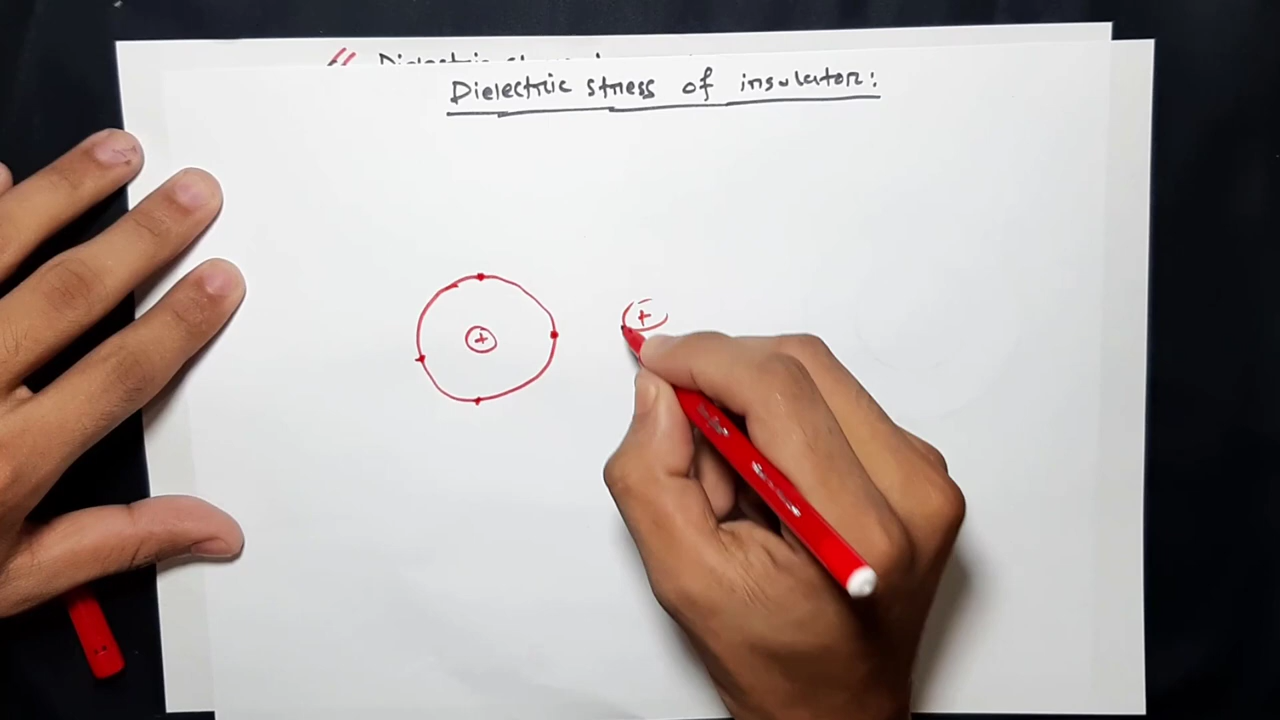 Dielectric stress of insulator:
+
+